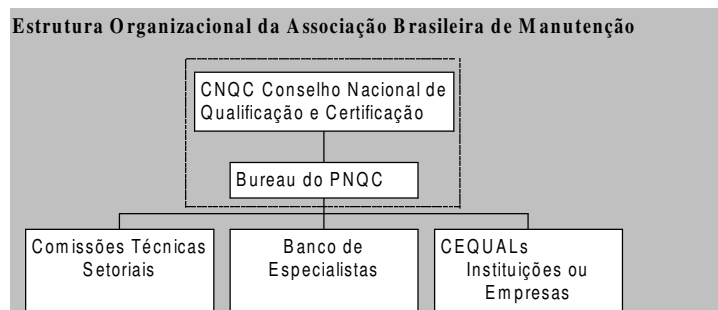 Estrutura Organizacional da Associação Brasileira de Manutenção
CNQC Conselho Nacional de
Qualificação e Certificação
Bureau do PNQC
Comissões Técnicas
Setoriais
Banco de
Especialistas
CEQUALs
Instituições ou
Empresas